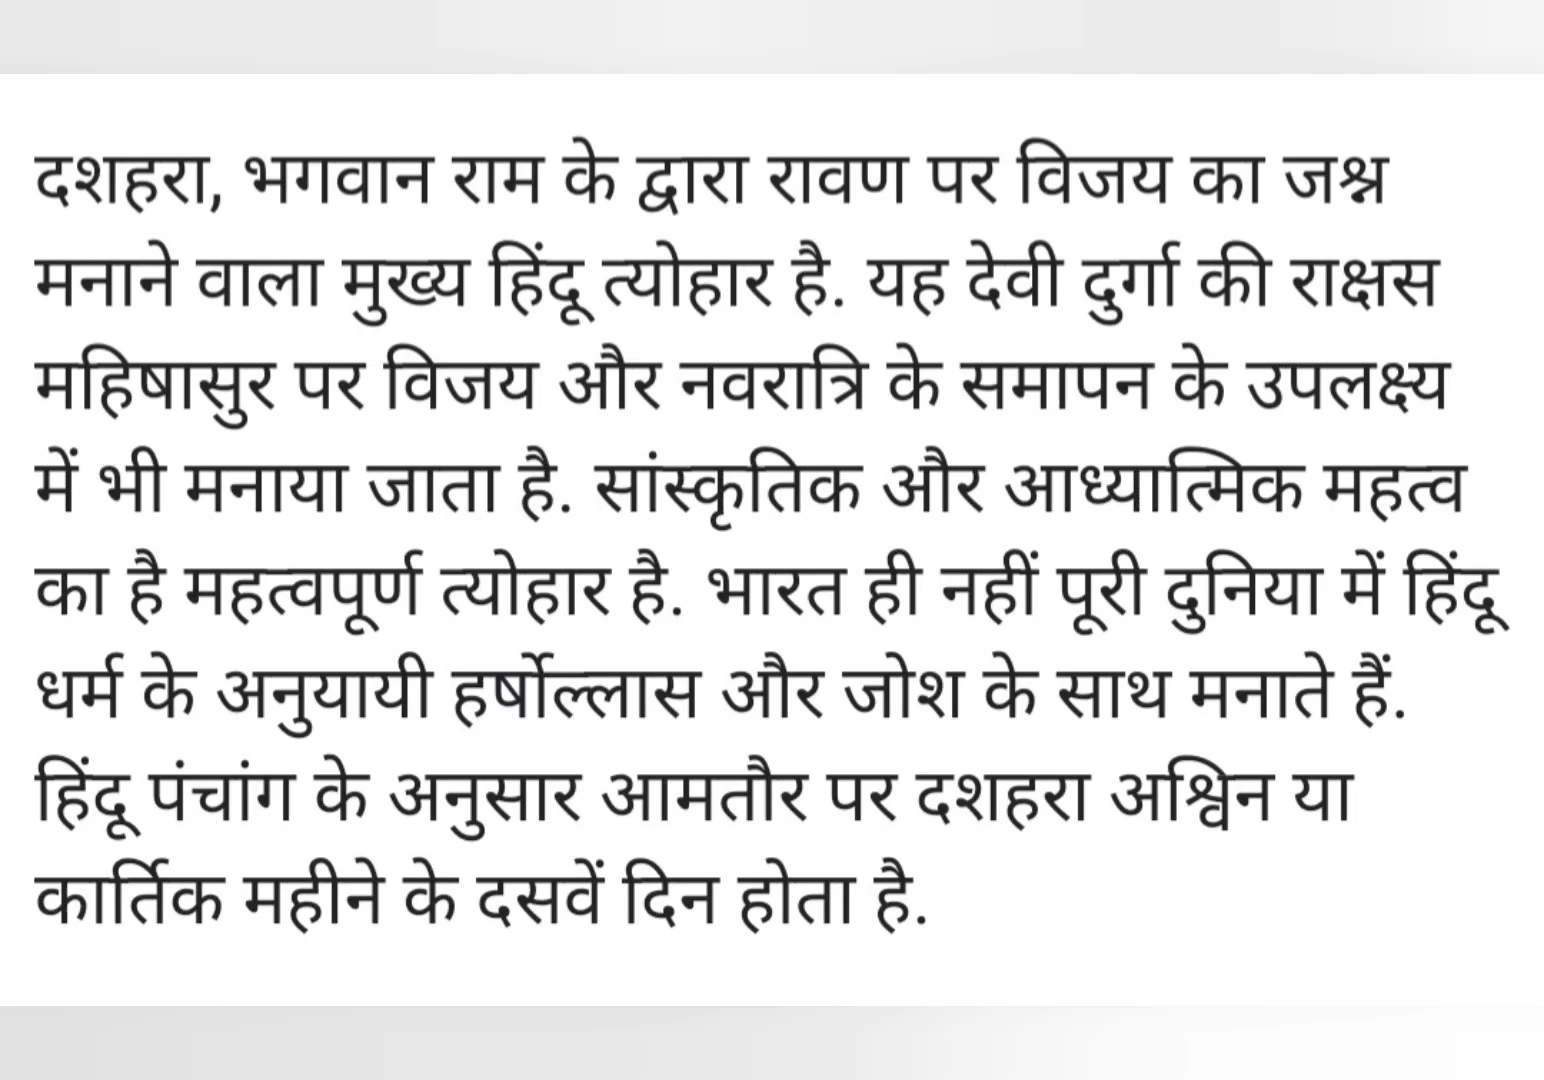 दशहरा, भगवान राम के द्वारा रावण पर विजय का जश्न
मनाने वाला मुख्य हिंदू त्योहार है. यह देवी दुर्गा की राक्षस
महिषासुर पर विजय और नवरात्रि के समापन के उपलक्ष्य
में भी मनाया जाता है. सांस्कृतिक और आध्यात्मिक महत्व
का है महत्वपूर्ण त्योहार है. भारत ही नहीं पूरी दुनिया में हिंदू
धर्म के अनुयायी हर्षोल्लास और जोश के साथ मनाते हैं.
हिंदू पंचांग के अनुसार आमतौर पर दशहरा अश्विन या
कार्तिक महीने के दसवें दिन होता है.